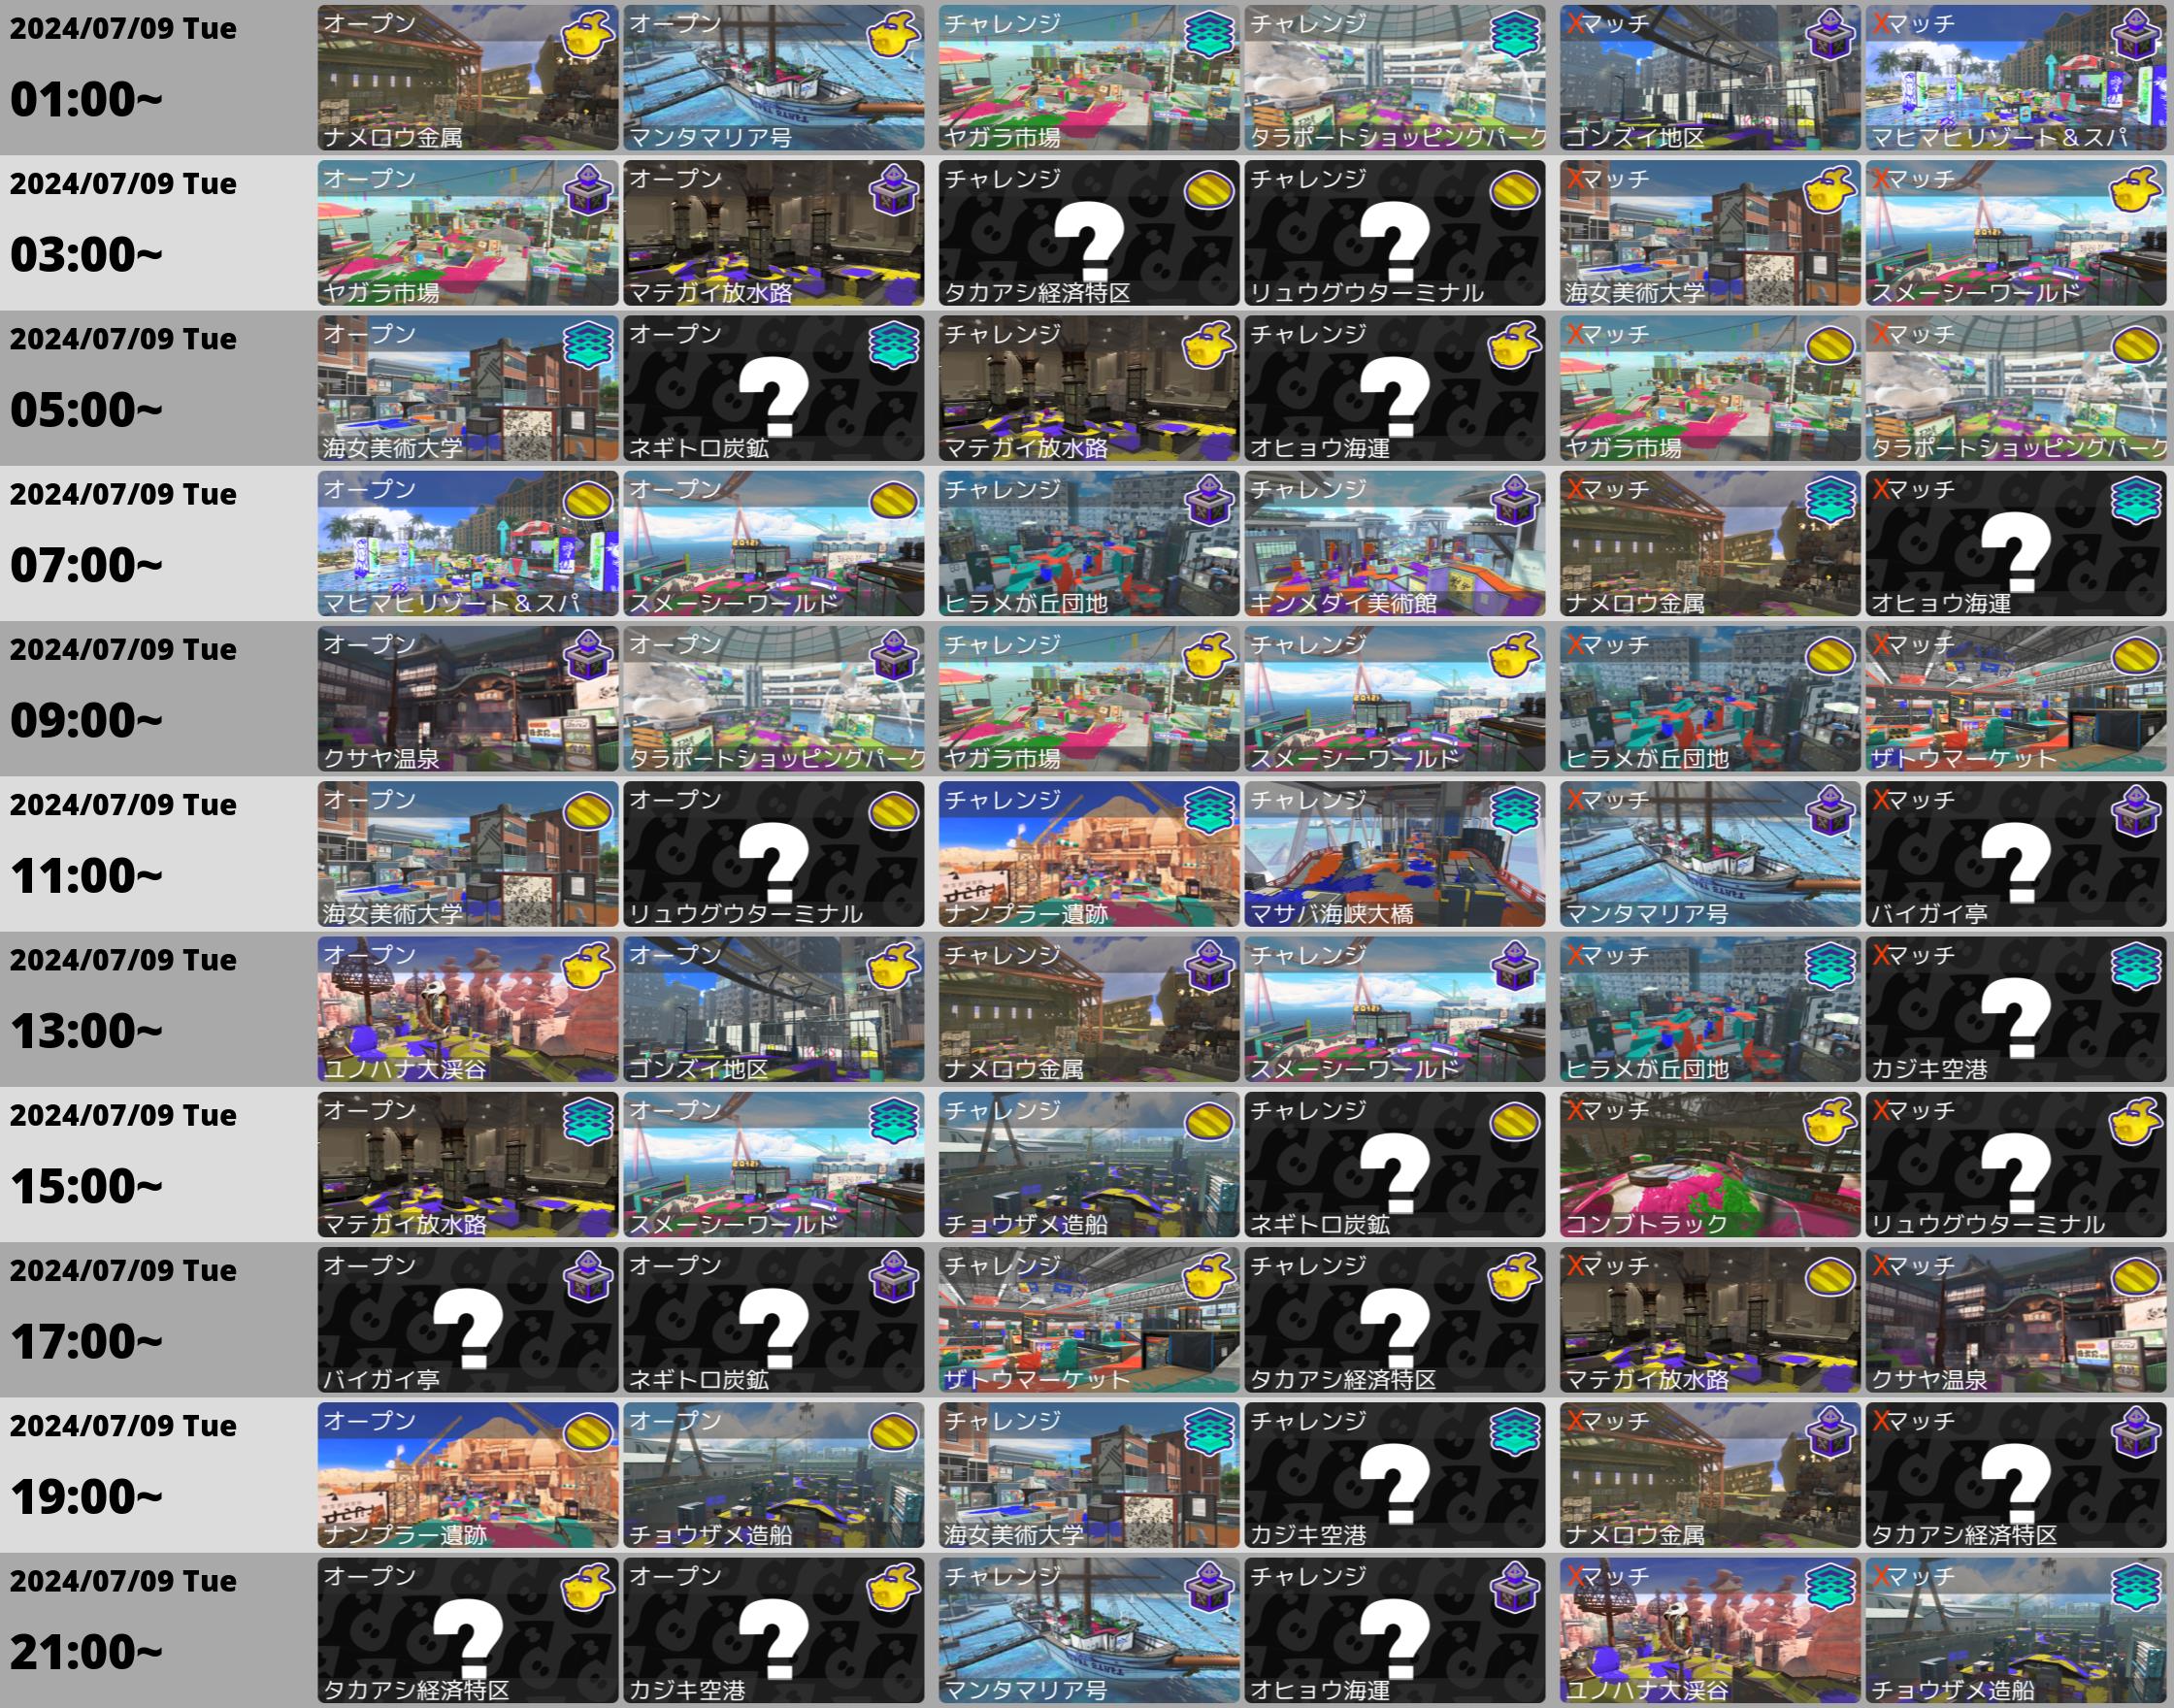 2024/07/09 Tue
01:00~
オープン オープン チャレンジ チャレンジ Xマッチ Xマッチ
ナメロウ金属 マンタマリア号 ヤガラ市場 タラポートショッピングパーク ゴンズイ地区 マヒマヒリゾート＆スパ
2024/07/09 Tue
03:00~
オープン オープン チャレンジ チャレンジ Xマッチ Xマッチ
?
?
ヤガラ市場 マテガイ放水路 タカアシ経済特区 リュウグウターミナル 海女美術大学 スメーシーワールド
2024/07/09 Tue
05:00~
オープン オープン チャレンジ チャレンジ Xマッチ Xマッチ
?
?
海女美術大学 ネギトロ炭鉱 マテガイ放水路 オヒョウ海運 ヤガラ市場 タラポートショッピングパーク
2024/07/09 Tue
07:00~
オープン オープン チャレンジ チャレンジ Xマッチ Xマッチ
?
マヒマヒリゾート＆スパ スメーシーワールド ヒラメが丘団地 キンメダイ美術館 ナメロウ金属 オヒョウ海運
2024/07/09 Tue
09:00~
オープン オープン チャレンジ チャレンジ Xマッチ Xマッチ
クサヤ温泉 タラポートショッピングパーク ヤガラ市場 スメーシーワールド ヒラメが丘団地 ザトウマーケット
2024/07/09 Tue
11:00~
オープン オープン チャレンジ チャレンジ Xマッチ Xマッチ
?
?
海女美術大学 リュウグウターミナル ナンプラー遺跡 マサバ海峡大橋 マンタマリア号 バイガイ亭
2024/07/09 Tue
13:00~
オープン オープン チャレンジ チャレンジ Xマッチ Xマッチ
?
ユノハナ大渓谷 ゴンズイ地区 ナメロウ金属 スメーシーワールド ヒラメが丘団地 カジキ空港
2024/07/09 Tue
15:00~
オープン オープン チャレンジ チャレンジ Xマッチ Xマッチ
?
?
マテガイ放水路 スメーシーワールド チョウザメ造船 ネギトロ炭鉱 コンブトラック リュウグウターミナル
2024/07/09 Tue
17:00~
オープン オープン チャレンジ チャレンジ Xマッチ Xマッチ
?
?
?
バイガイ亭 ネギトロ炭鉱 ザトウマーケット タカアシ経済特区 マテガイ放水路 クサヤ温泉
2024/07/09 Tue
19:00~
オープン オープン チャレンジ チャレンジ Xマッチ Xマッチ
?
?
ナンプラー遺跡 チョウザメ造船 海女美術大学 カジキ空港 ナメロウ金属 タカアシ経済特区
2024/07/09 Tue
21:00~
オープン オープン チャレンジ チャレンジ Xマッチ Xマッチ
?
?
?
タカアシ経済特区 カジキ空港 マンタマリア号 オヒョウ海運 ユノハナ大渓谷 チョウザメ造船